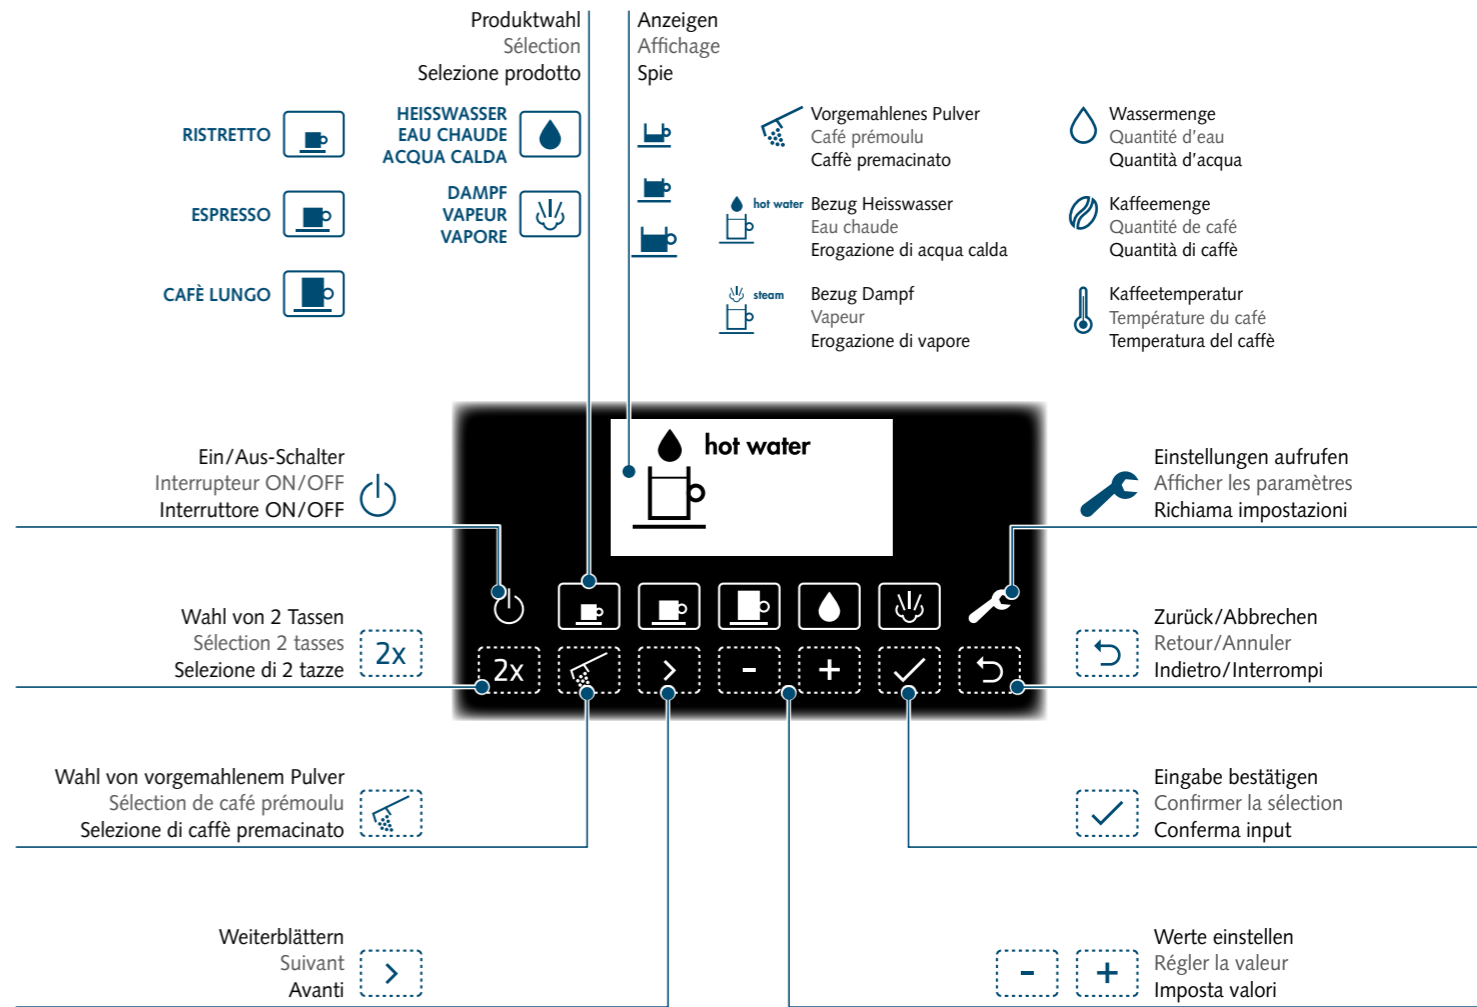 Produktwahl
Sélection
Selezione prodotto
Anzeigen
Affichage
Spie
RISTRETTO
ESPRESSO
CAFÈ LUNGO
HEISSWASSER
EAU CHAUDE
ACQUA CALDA
DAMPF
VAPEUR
VAPORE
Vorgemahlenes Pulver
Café prémoulu
Caffè premacinato
hot water
Bezug Heisswasser
Eau chaude
Erogazione di acqua calda
steam
Bezug Dampf
Vapeur
Erogazione di vapore
Wassermenge
Quantité d'eau
Quantità d'acqua
Kaffeemenge
Quantité de café
Quantità di caffè
Kaffeetemperatur
Température du café
Temperatura del caffè
Ein/Aus-Schalter
Interrupteur ON/OFF
Interruttore ON/OFF
hot water
Einstellungen aufrufen
Afficher les paramètres
Richiama impostazioni
Wahl von 2 Tassen
Sélection 2 tasses
Selezione di 2 tazze
2x
2x
>
-
+
Zurück/Abbrechen
Retour/Annuler
Indietro/Interrompi
Wahl von vorgemahlenem Pulver
Sélection de café prémoulu
Selezione di caffè premacinato
Eingabe bestätigen
Confirmer la sélection
Conferma input
Weiterblättern
Suivant
Avanti
>
-
+
Werte einstellen
Régler la valeur
Imposta valori